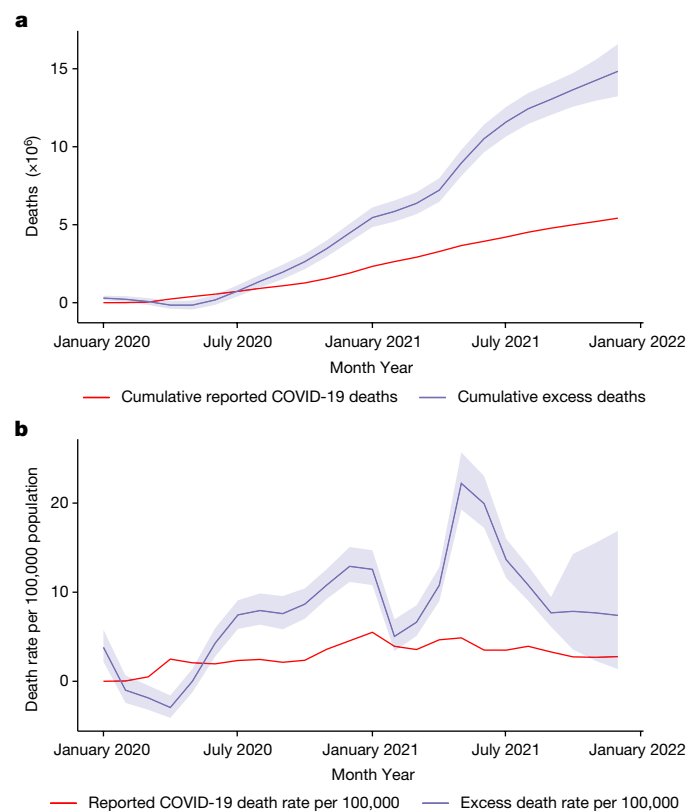 a
15
10
5
0
Deaths (×10⁶)
January 2020 July 2020 January 2021 July 2021 January 2022
Month Year
Cumulative reported COVID-19 deaths Cumulative excess deaths
b
20
10
0
Death rate per 100,000 population
January 2020 July 2020 January 2021 July 2021 January 2022
Month Year
Reported COVID-19 death rate per 100,000 Excess death rate per 100,000